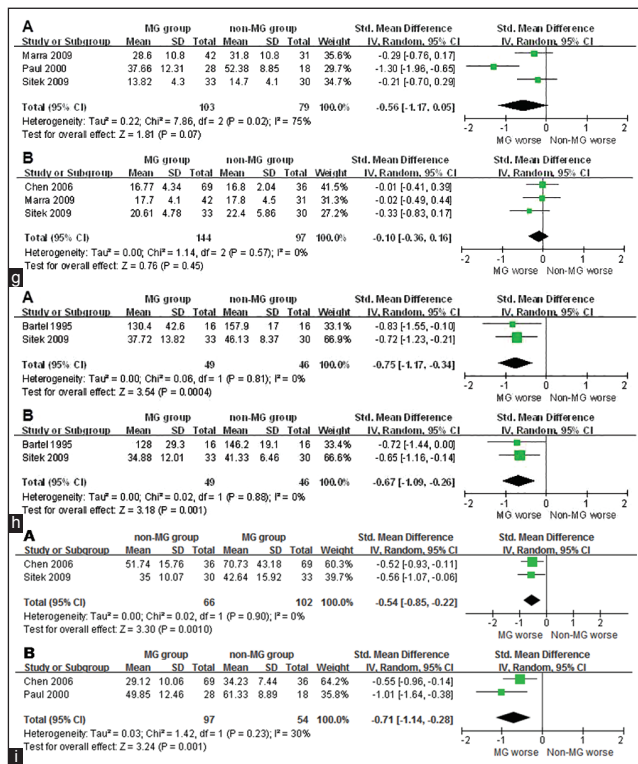 A
MG group non-MG group Std. Mean Difference Std. Mean Difference
Study or Subgroup Mean SD Total Mean SD Total Weight IV, Random, 95% CI IV, Random, 95% CI
Marra 2009 28.6 10.8 42 31.8 10.8 31 35.6% -0.29 [-0.76, 0.17]
Paul 2000 37.66 12.31 28 52.38 8.85 18 29.7% -1.30 [-1.96, -0.65]
Sitek 2009 13.82 4.3 33 14.7 4.1 30 34.7% -0.21 [-0.70, 0.29]
Total (95% CI) 103 79 100.0% -0.56 [-1.17, 0.05]
Heterogeneity: Tau² = 0.22; Chi² = 7.86, df = 2 (P = 0.02); I² = 75%
Test for overall effect: Z = 1.81 (P = 0.07)
-2 -1 0 1 2
MG worse Non-MG worse
B
MG group non-MG group Std. Mean Difference Std. Mean Difference
Study or Subgroup Mean SD Total Mean SD Total Weight IV, Random, 95% CI IV, Random, 95% CI
Chen 2006 16.77 4.34 69 16.8 2.04 36 41.5% -0.01 [-0.41, 0.39]
Marra 2009 17.7 4.1 42 17.8 4.5 31 31.3% -0.02 [-0.49, 0.44]
Sitek 2009 20.61 4.78 33 22.4 5.86 30 27.2% -0.33 [-0.83, 0.17]
Total (95% CI) 144 97 100.0% -0.10 [-0.36, 0.16]
Heterogeneity: Tau² = 0.00; Chi² = 1.14, df = 2 (P = 0.57); I² = 0%
Test for overall effect: Z = 0.76 (P = 0.45)
-2 -1 0 1 2
MG worse Non-MG worse
g
A
MG group non-MG group Std. Mean Difference Std. Mean Difference
Study or Subgroup Mean SD Total Mean SD Total Weight IV, Random, 95% CI IV, Random, 95% CI
Bartel 1995 130.4 42.6 16 157.9 17 16 33.1% -0.83 [-1.55, -0.10]
Sitek 2009 37.72 13.82 33 46.13 8.37 30 66.9% -0.72 [-1.23, -0.21]
Total (95% CI) 49 46 100.0% -0.75 [-1.17, -0.34]
Heterogeneity: Tau² = 0.00; Chi² = 0.06, df = 1 (P = 0.81); I² = 0%
Test for overall effect: Z = 3.54 (P = 0.0004)
-2 -1 0 1 2
MG worse Non-MG worse
B
MG group non-MG group Std. Mean Difference Std. Mean Difference
Study or Subgroup Mean SD Total Mean SD Total Weight IV, Random, 95% CI IV, Random, 95% CI
Bartel 1995 128 29.3 16 146.2 19.1 16 33.4% -0.72 [-1.44, 0.00]
Sitek 2009 34.88 12.01 33 41.33 6.46 30 66.6% -0.65 [-1.16, -0.14]
Total (95% CI) 49 46 100.0% -0.67 [-1.09, -0.26]
Heterogeneity: Tau² = 0.00; Chi² = 0.02, df = 1 (P = 0.88); I² = 0%
Test for overall effect: Z = 3.18 (P = 0.001)
-2 -1 0 1 2
MG worse Non-MG worse
h
A
non-MG group MG group Std. Mean Difference Std. Mean Difference
Study or Subgroup Mean SD Total Mean SD Total Weight IV, Random, 95% CI IV, Random, 95% CI
Chen 2006 51.74 15.76 36 70.73 43.18 69 60.3% -0.52 [-0.93, -0.11]
Sitek 2009 35 10.07 30 42.64 15.92 33 39.7% -0.56 [-1.07, -0.06]
Total (95% CI) 66 102 100.0% -0.54 [-0.85, -0.22]
Heterogeneity: Tau² = 0.00; Chi² = 0.02, df = 1 (P = 0.90); I² = 0%
Test for overall effect: Z = 3.30 (P = 0.0010)
-2 -1 0 1 2
MG worse Non-MG worse
B
MG group non-MG group Std. Mean Difference Std. Mean Difference
Study or Subgroup Mean SD Total Mean SD Total Weight IV, Random, 95% CI IV, Random, 95% CI
Chen 2006 29.12 10.06 69 34.23 7.44 36 64.2% -0.55 [-0.96, -0.14]
Paul 2000 49.85 12.46 28 61.33 8.89 18 35.8% -1.01 [-1.64, -0.38]
Total (95% CI) 97 54 100.0% -0.71 [-1.14, -0.28]
Heterogeneity: Tau² = 0.03; Chi² = 1.42, df = 1 (P = 0.23); I² = 30%
Test for overall effect: Z = 3.24 (P = 0.001)
-2 -1 0 1 2
MG worse Non-MG worse
i